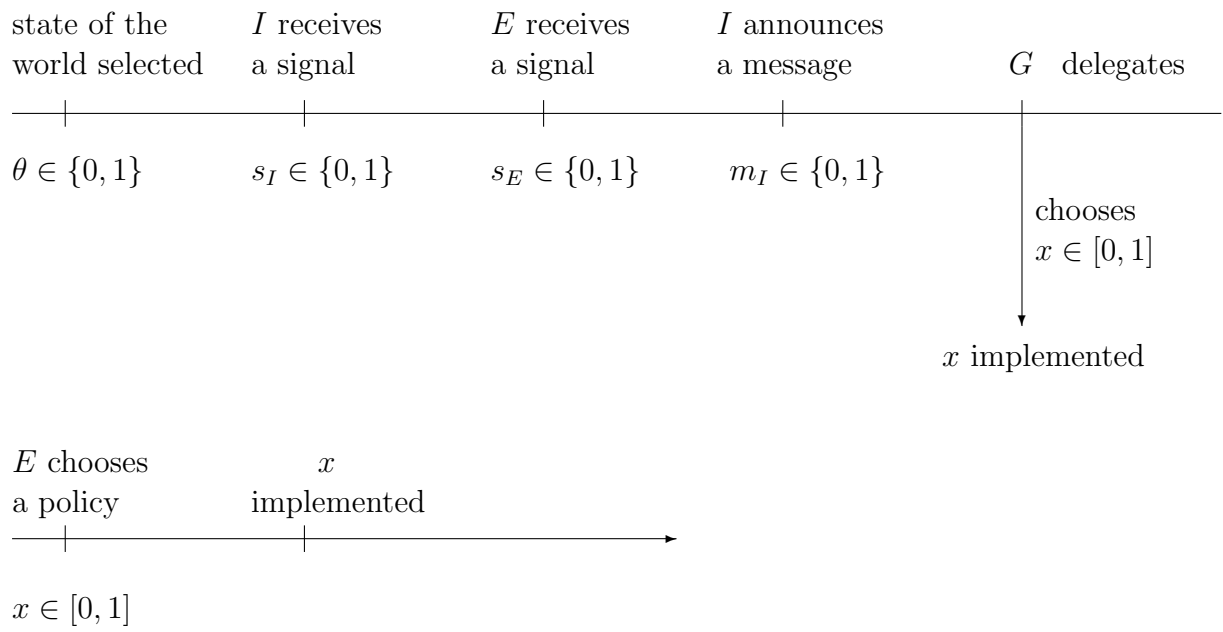 state of the I receives E receives I announces
world selected a signal a signal a message G delegates
θ ∈ {0, 1} s_I ∈ {0, 1} s_E ∈ {0, 1} m_I ∈ {0, 1}
chooses
x ∈ [0, 1]
x implemented
E chooses x
a policy implemented
x ∈ [0, 1]